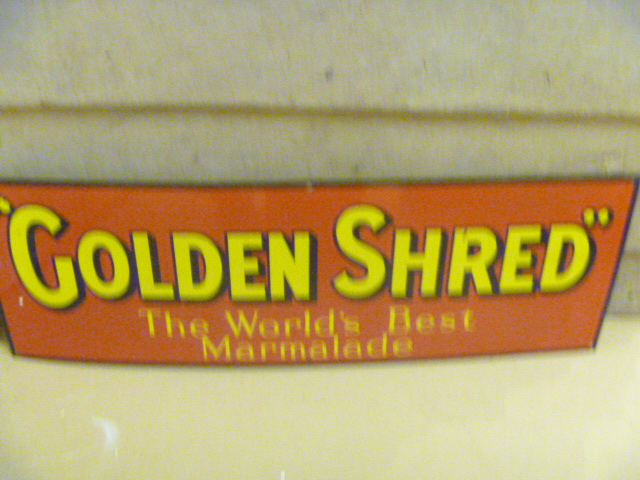 "GOLDEN SHRED"
The World's Best
Marmalade